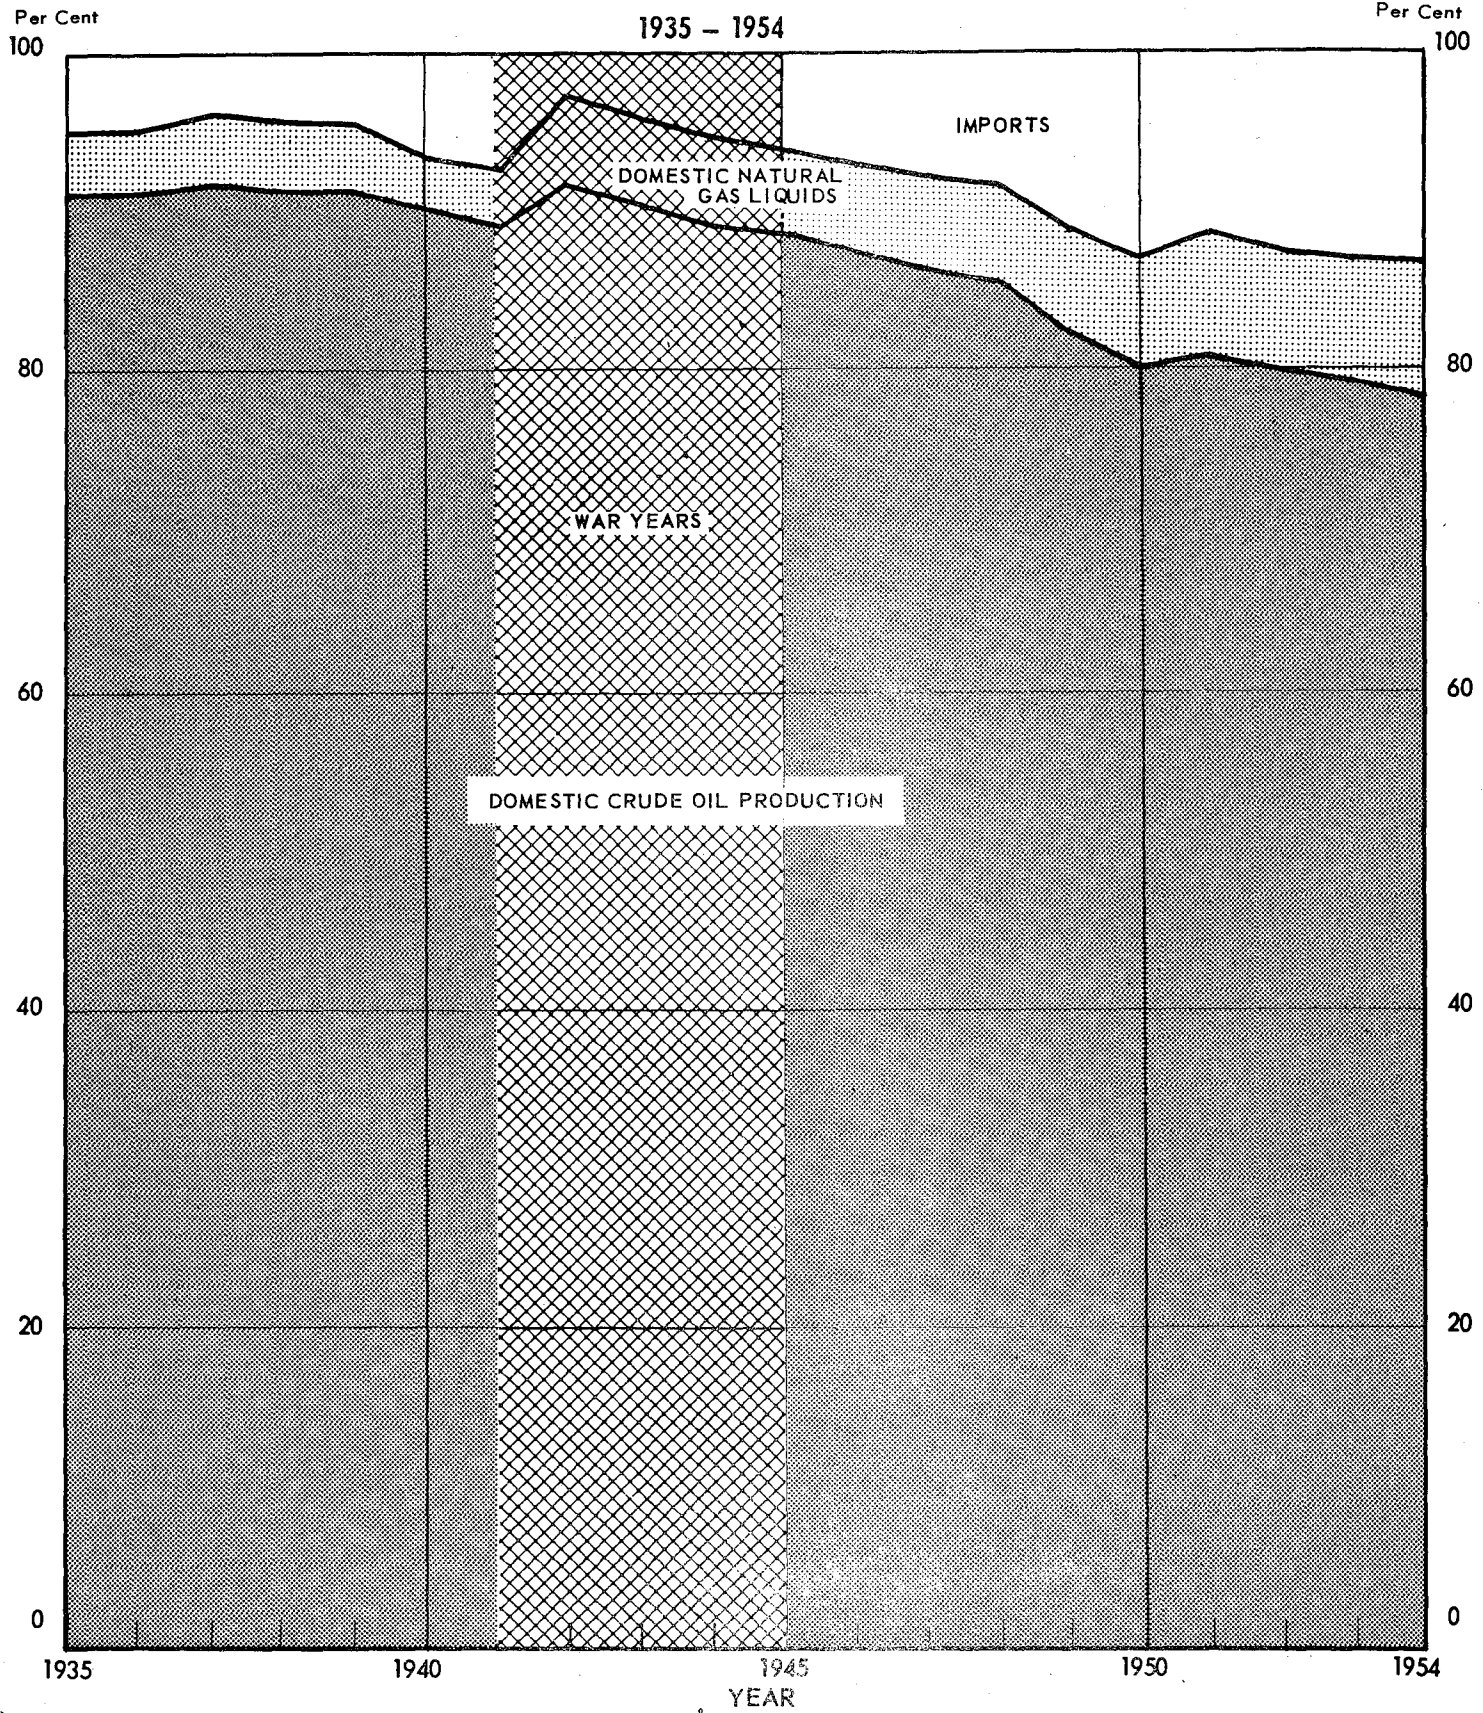 Per Cent
Per Cent
1935 – 1954
100
100
IMPORTS
DOMESTIC NATURAL
GAS LIQUIDS
80
80
WAR YEARS
60
60
DOMESTIC CRUDE OIL PRODUCTION
40
40
20
20
0
0
1935
1940
1945
1950
1954
YEAR